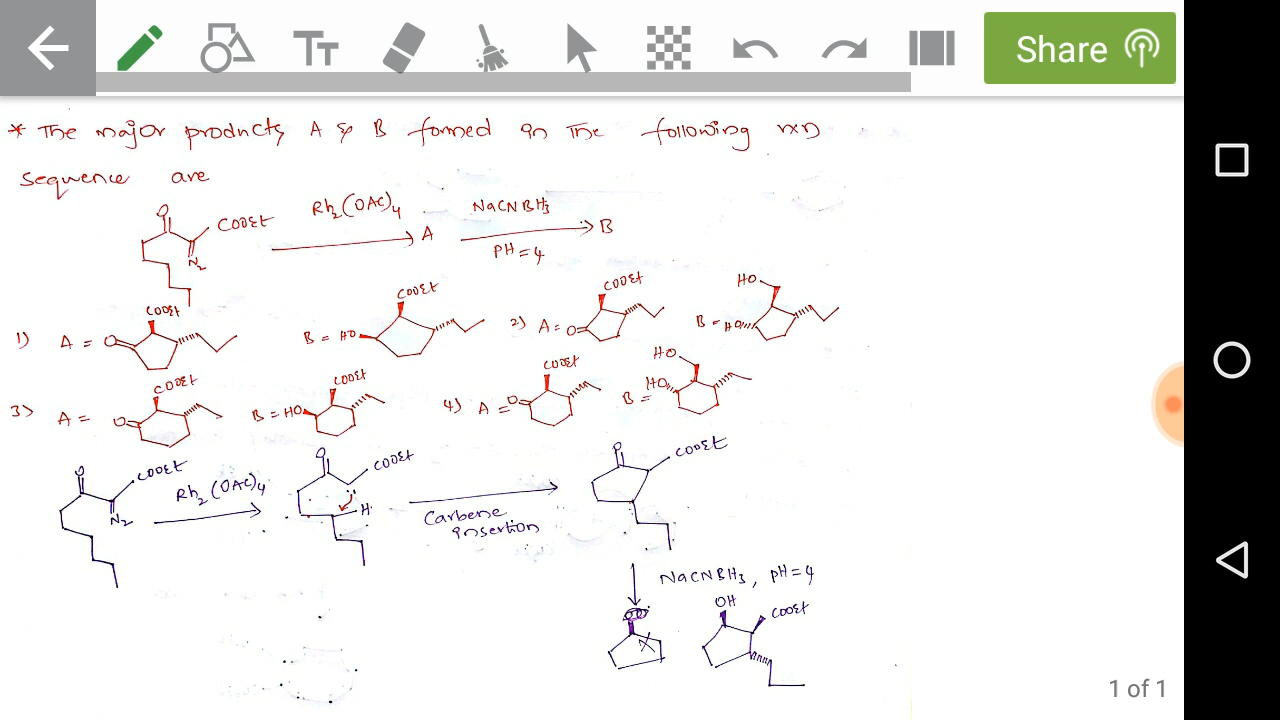 Share
* The major products A & B formed in the following rxn
sequence are
O
COOEt
N2
Rh2(OAc)4
A
NaCNBH3
PH=4
B
1) A = O COOEt
B = HO COOEt
2) A = O COOEt
B = HO HO
3) A = O COOEt
B = HO COOEt
4) A = O COOEt
B = HO HO
O COOEt
N2
Rh2(OAc)4
O COOEt
:
H
Carbene
insertion
O COOEt
NaCNBH3, pH=4
OH COOEt
1 of 1